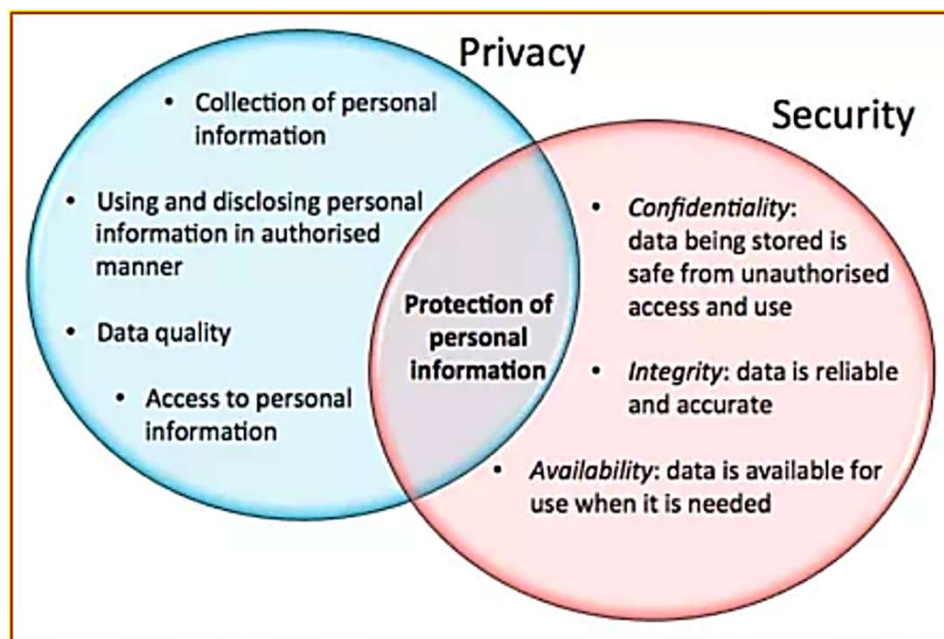 Privacy
• Collection of personal
information
• Using and disclosing personal
information in authorised
manner
• Data quality
• Access to personal
information
Protection of
personal
information
Security
• Confidentiality:
data being stored is
safe from unauthorised
access and use
• Integrity: data is reliable
and accurate
• Availability: data is available for
use when it is needed